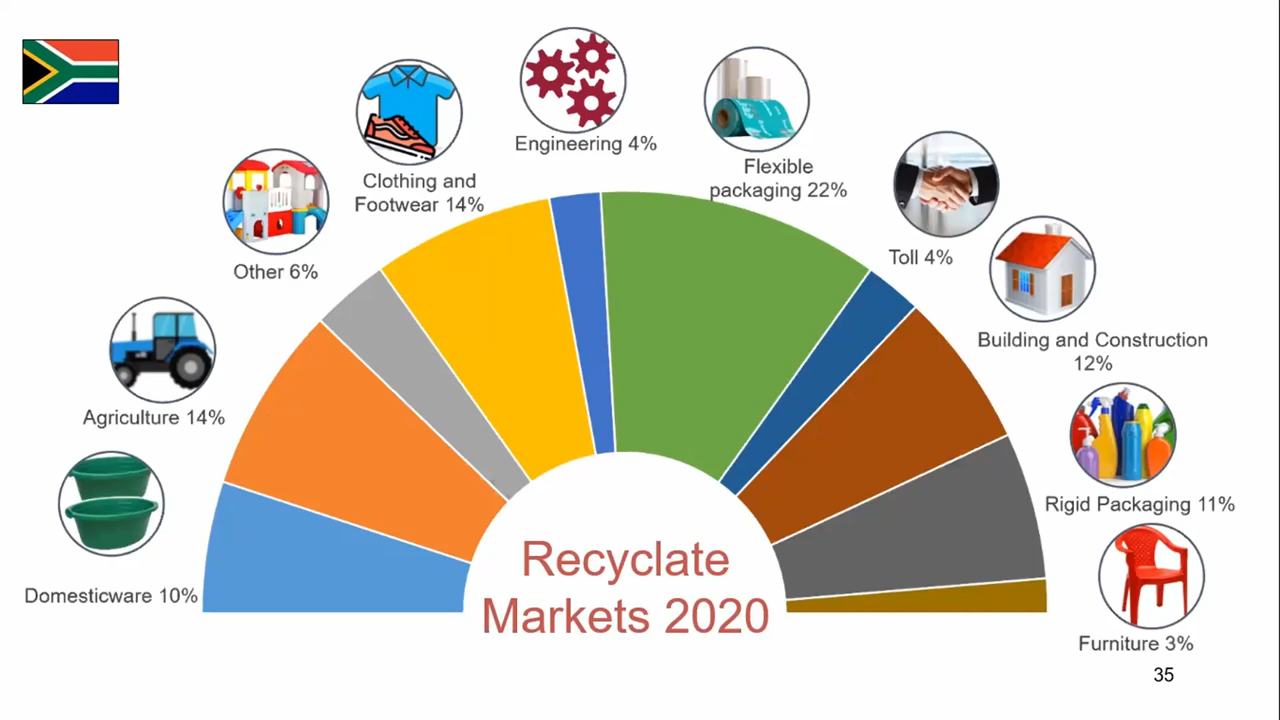 Engineering 4%
Flexible
packaging 22%
Clothing and
Footwear 14%
Toll 4%
Other 6%
Building and Construction
12%
Agriculture 14%
Rigid Packaging 11%
Domesticware 10%
Furniture 3%
Recyclate
Markets 2020
35